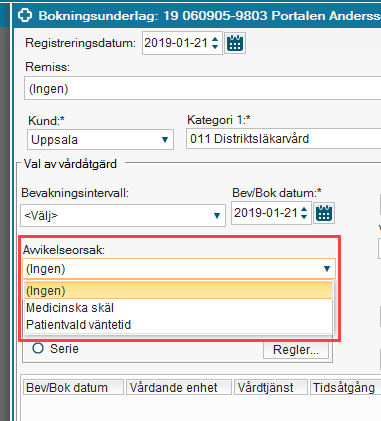 Bokningsunderlag: 19 060905-9803 Portalen Anderss
Registreringsdatum: 2019-01-21
Remiss:
(Ingen)
Kund:* Kategori 1:*
Uppsala 011 Distriktsläkarvård
Val av vårdåtgärd
Bevakningsintervall: Bev/Bok datum:*
<Välj> 2019-01-21
Avvikelseorsak:
(Ingen)
(Ingen)
Medicinska skäl
Patientvald väntetid
Serie Regler...
Bev/Bok datum Vårdande enhet Vårdtjänst Tidsåtgång